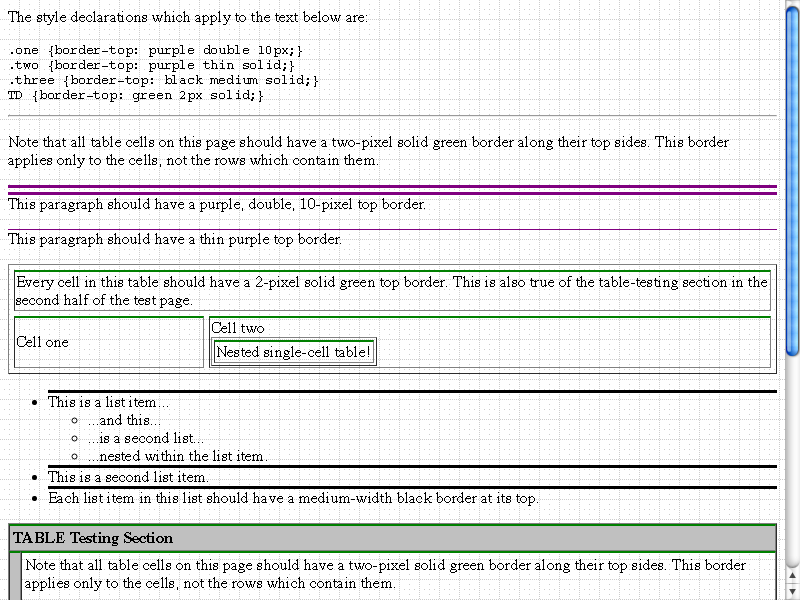 The style declarations which apply to the text below are:
.one {border-top: purple double 10px;}
.two {border-top: purple thin solid;}
.three {border-top: black medium solid;}
TD {border-top: green 2px solid;}
Note that all table cells on this page should have a two-pixel solid green border along their top sides. This border
applies only to the cells, not the rows which contain them.
This paragraph should have a purple, double, 10-pixel top border.
This paragraph should have a thin purple top border.
Every cell in this table should have a 2-pixel solid green top border. This is also true of the table-testing section in the
second half of the test page.
Cell one
Cell two
Nested single-cell table!
This is a list item...
...and this...
...is a second list...
...nested within the list item.
This is a second list item.
Each list item in this list should have a medium-width black border at its top.
TABLE Testing Section
Note that all table cells on this page should have a two-pixel solid green border along their top sides. This border
applies only to the cells, not the rows which contain them.